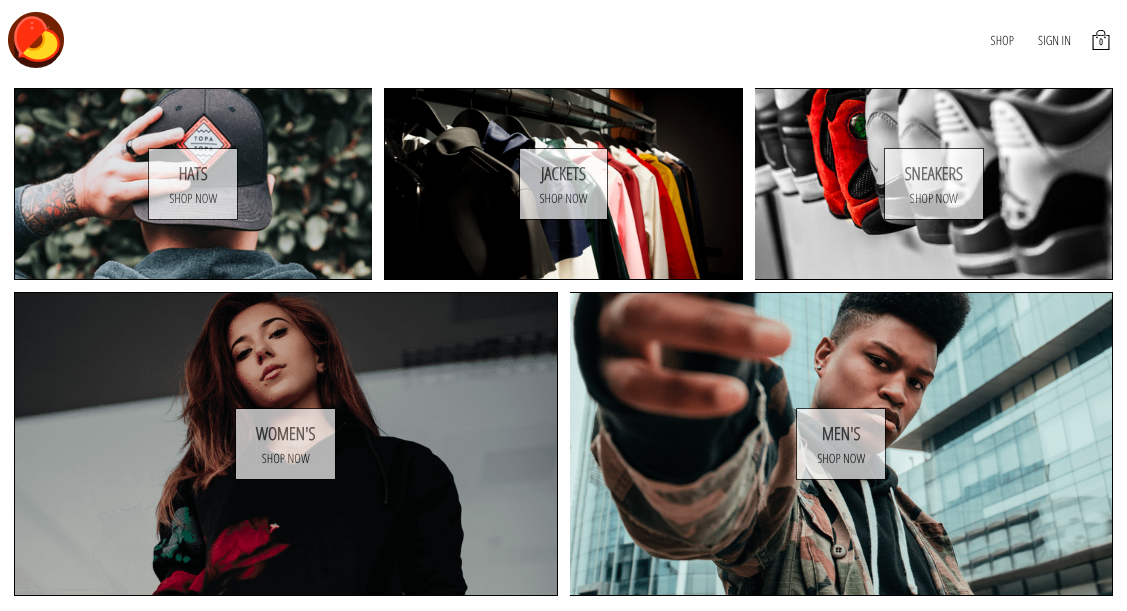 SHOP
SIGN IN
0
TOPA
TOPA
HATS
SHOP NOW
JACKETS
SHOP NOW
SNEAKERS
SHOP NOW
WOMEN'S
SHOP NOW
MEN'S
SHOP NOW